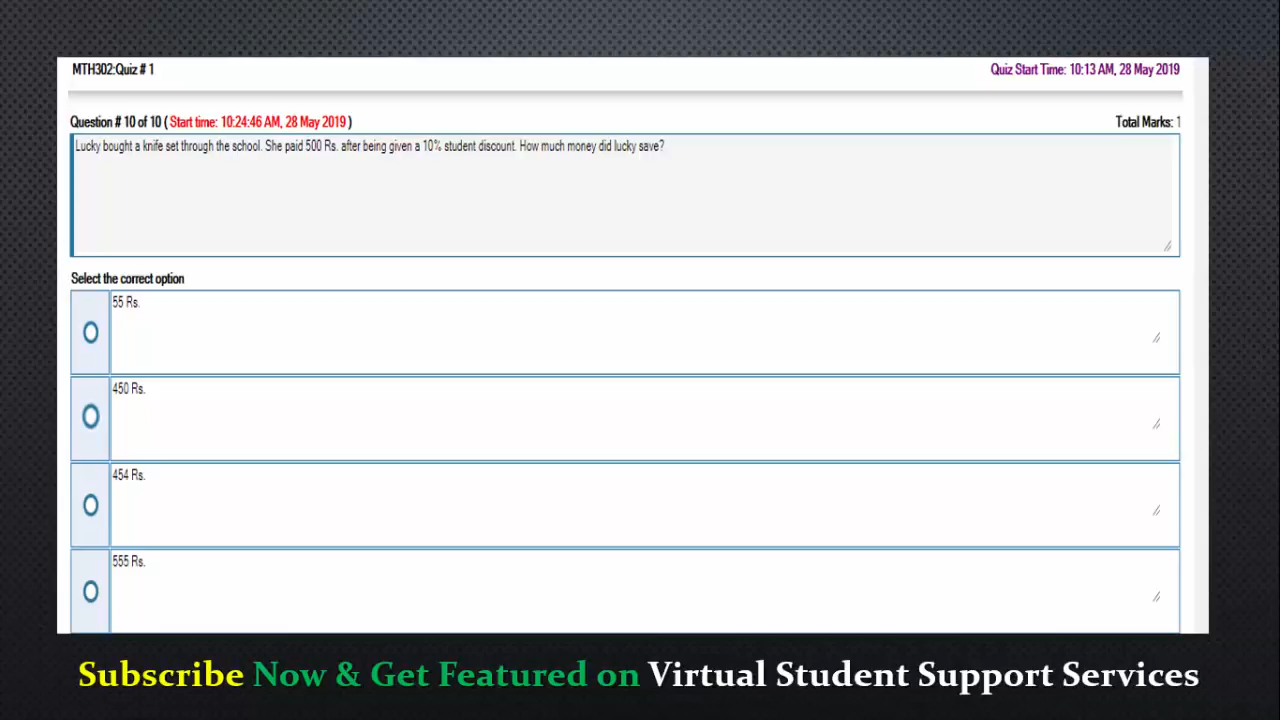 MTH302:Quiz # 1
Quiz Start Time: 10:13 AM, 28 May 2019
Question # 10 of 10 ( Start time: 10:24:46 AM, 28 May 2019 )
Total Marks: 1
Lucky bought a knife set through the school. She paid 500 Rs. after being given a 10% student discount. How much money did lucky save?
Select the correct option
55 Rs.
450 Rs.
454 Rs.
555 Rs.
Subscribe Now & Get Featured on Virtual Student Support Services